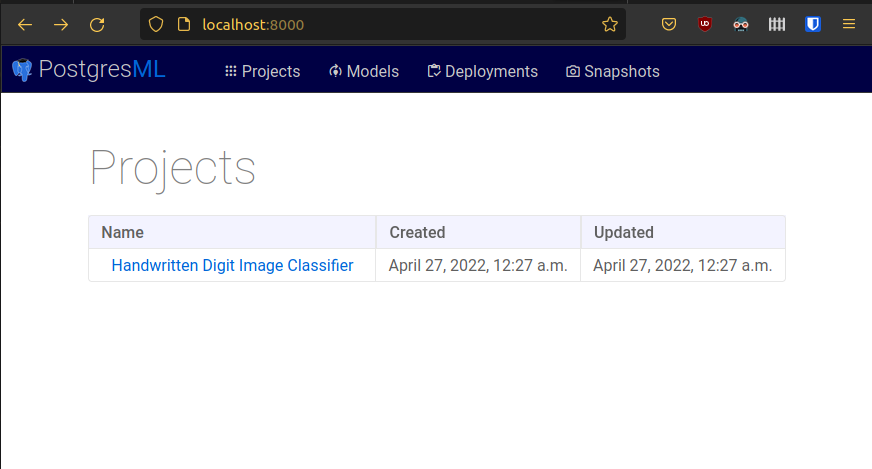 localhost:8000
PostgresML Projects Models Deployments Snapshots
Projects
Name Created Updated
Handwritten Digit Image Classifier April 27, 2022, 12:27 a.m. April 27, 2022, 12:27 a.m.